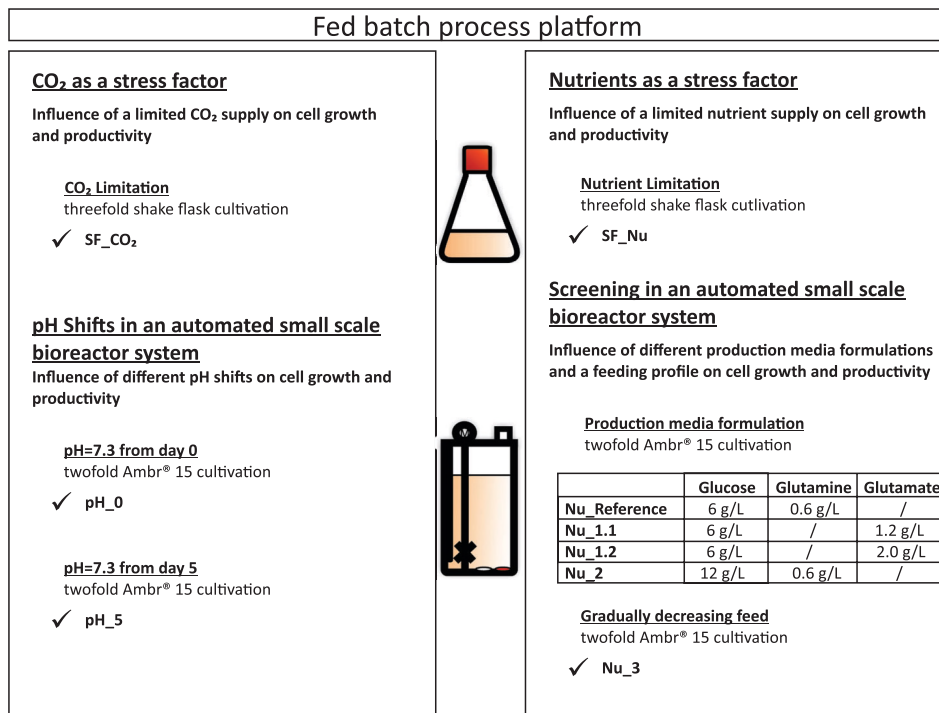 Fed batch process platform
CO₂ as a stress factor
Influence of a limited CO₂ supply on cell growth
and productivity
CO₂ Limitation
threefold shake flask cultivation
✓ SF_CO₂
pH Shifts in an automated small scale
bioreactor system
Influence of different pH shifts on cell growth and
productivity
pH=7.3 from day 0
twofold Ambr® 15 cultivation
✓ pH_0
pH=7.3 from day 5
twofold Ambr® 15 cultivation
✓ pH_5
M
Nutrients as a stress factor
Influence of a limited nutrient supply on cell growth
and productivity
Nutrient Limitation
threefold shake flask cutlivation
✓ SF_Nu
Screening in an automated small scale
bioreactor system
Influence of different production media formulations
and a feeding profile on cell growth and productivity
Production media formulation
twofold Ambr® 15 cultivation
Glucose Glutamine Glutamate
Nu_Reference 6 g/L 0.6 g/L /
Nu_1.1 6 g/L / 1.2 g/L
Nu_1.2 6 g/L / 2.0 g/L
Nu_2 12 g/L 0.6 g/L /
Gradually decreasing feed
twofold Ambr® 15 cultivation
✓ Nu_3